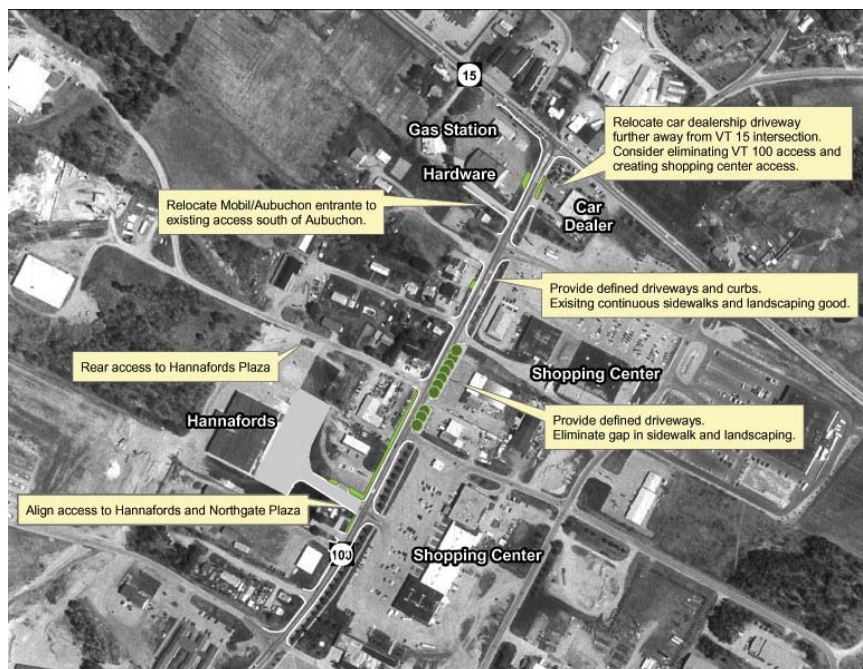 15
Gas Station
Relocate car dealership driveway
further away from VT 15 intersection.
Consider eliminating VT 100 access and
creating shopping center access.
Hardware
Relocate Mobil/Aubuchon entrante to
existing access south of Aubuchon.
Car
Dealer
Provide defined driveways and curbs.
Exisitng continuous sidewalks and landscaping good.
Rear access to Hannafords Plaza
Shopping Center
Hannafords
Provide defined driveways.
Eliminate gap in sidewalk and landscaping.
Align access to Hannafords and Northgate Plaza
100
Shopping Center